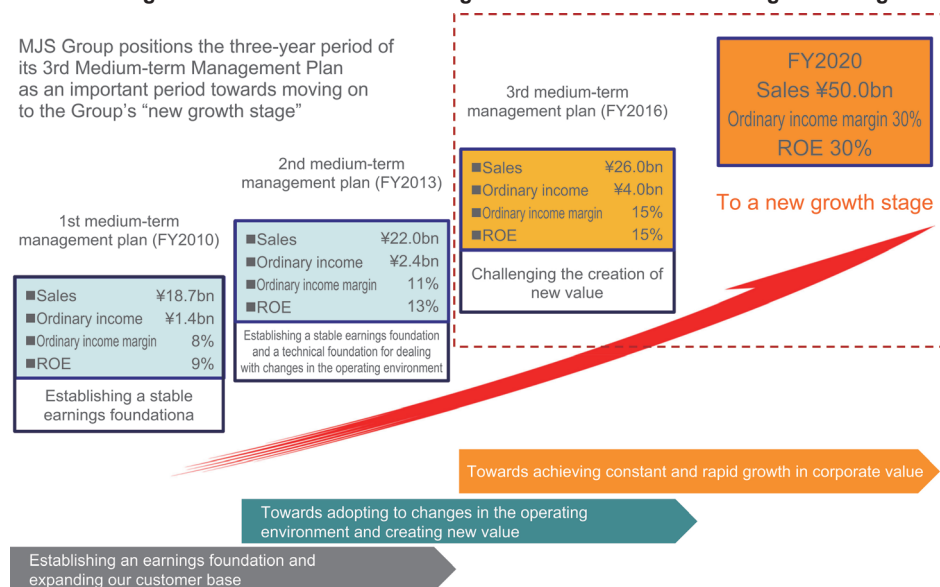 MJS Group positions the three-year period of
its 3rd Medium-term Management Plan
as an important period towards moving on
to the Group's “new growth stage”
1st medium-term
management plan (FY2010)
■Sales ¥18.7bn
■Ordinary income ¥1.4bn
■Ordinary income margin 8%
■ROE 9%
Establishing a stable
earnings foundationa
2nd medium-term
management plan (FY2013)
■Sales ¥22.0bn
■Ordinary income ¥2.4bn
■Ordinary income margin 11%
■ROE 13%
Establishing a stable earnings foundation
and a technical foundation for dealing
with changes in the operating environment
3rd medium-term
management plan (FY2016)
■Sales ¥26.0bn
■Ordinary income ¥4.0bn
■Ordinary income margin 15%
■ROE 15%
Challenging the creation of
new value
FY2020
Sales ¥50.0bn
Ordinary income margin 30%
ROE 30%
To a new growth stage
Towards achieving constant and rapid growth in corporate value
Towards adopting to changes in the operating
environment and creating new value
Establishing an earnings foundation and
expanding our customer base